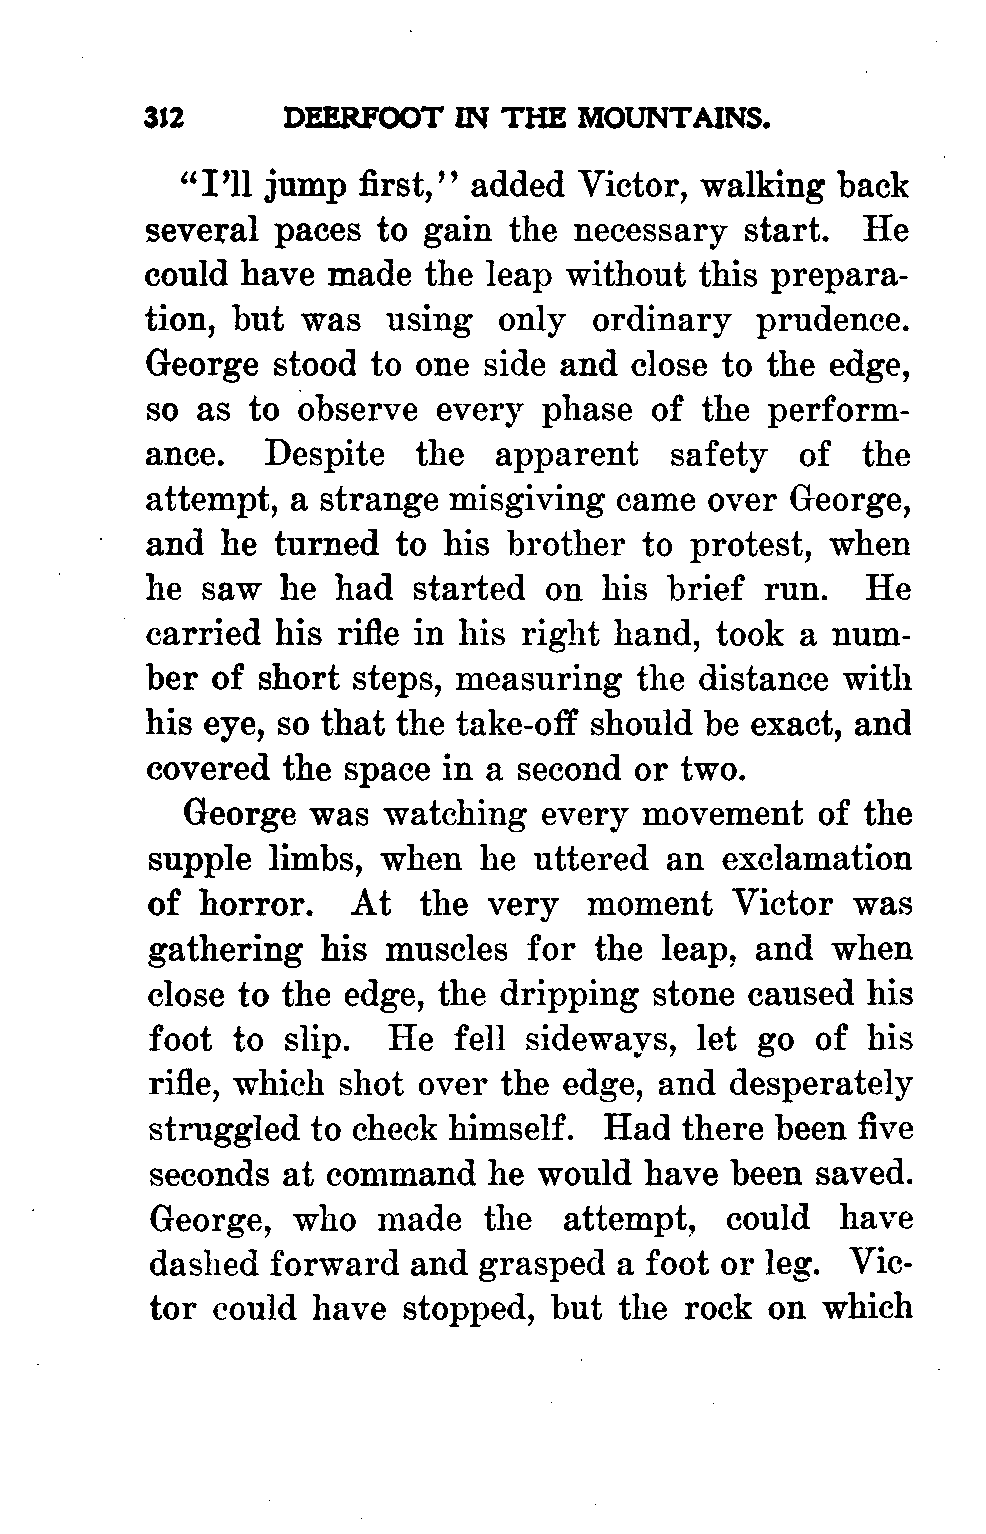 312 DEERFOOT IN THE MOUNTAINS.
"I'll jump first," added Victor, walking back
several paces to gain the necessary start. He
could have made the leap without this prepara-
tion, but was using only ordinary prudence.
George stood to one side and close to the edge,
so as to observe every phase of the perform-
ance. Despite the apparent safety of the
attempt, a strange misgiving came over George,
and he turned to his brother to protest, when
he saw he had started on his brief run. He
carried his rifle in his right hand, took a num-
ber of short steps, measuring the distance with
his eye, so that the take-off should be exact, and
covered the space in a second or two.
George was watching every movement of the
supple limbs, when he uttered an exclamation
of horror. At the very moment Victor was
gathering his muscles for the leap, and when
close to the edge, the dripping stone caused his
foot to slip. He fell sideways, let go of his
rifle, which shot over the edge, and desperately
struggled to check himself. Had there been five
seconds at command he would have been saved.
George, who made the attempt, could have
dashed forward and grasped a foot or leg. Vic-
tor could have stopped, but the rock on which